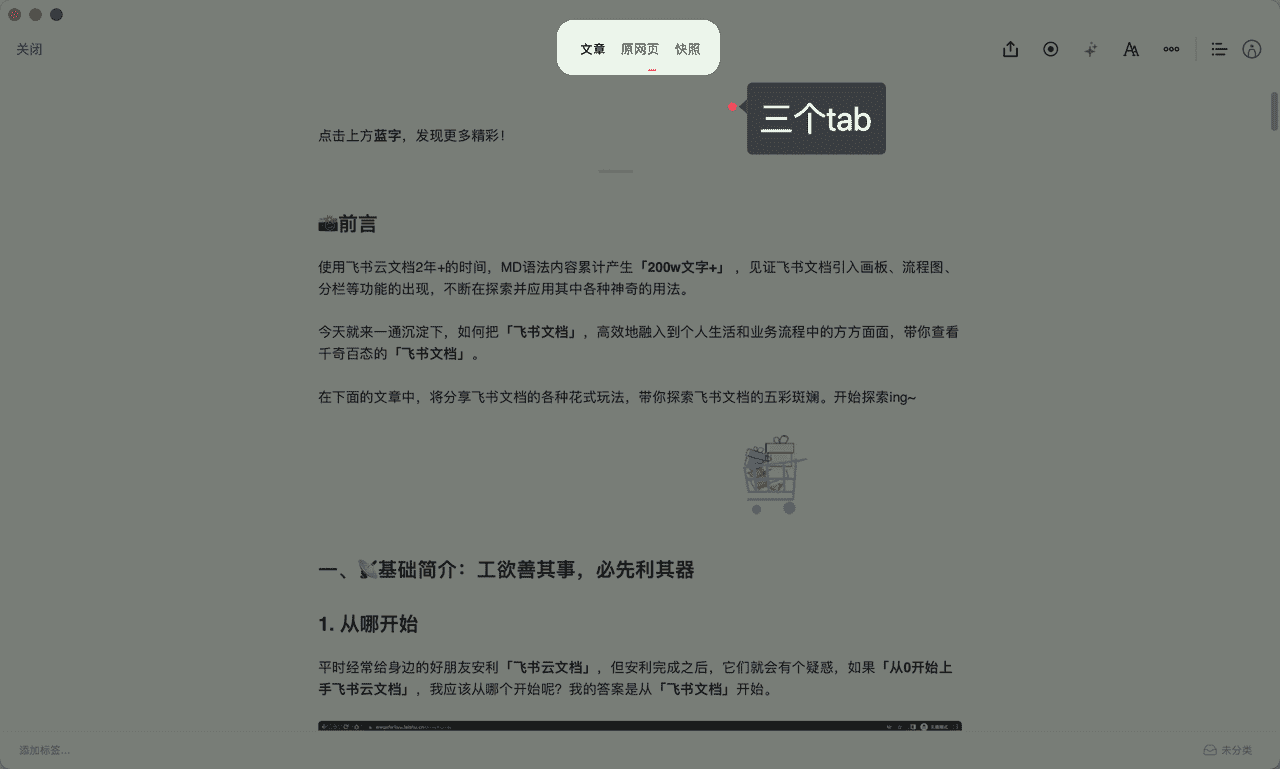 关闭
文章 原网页 快照
三个tab
点击上方蓝字，发现更多精彩！
前言
使用飞书云文档2年+的时间，MD语法内容累计产生「200w文字+」，见证飞书文档引入画板、流程图、
分栏等功能的出现，不断在探索并应用其中各种神奇的用法。
今天就来一通沉淀下，如何把「飞书文档」，高效地融入到个人生活和业务流程中的方方面面，带你查看
千奇百态的「飞书文档」。
在下面的文章中，将分享飞书文档的各种花式玩法，带你探索飞书文档的五彩斑斓。开始探索ing~
一、基础简介：工欲善其事，必先利其器
1. 从哪开始
平时经常给身边的好朋友安利「飞书云文档」，但安利完成之后，它们就会有个疑惑，如果「从0开始上
手飞书云文档」，我应该从哪个开始呢？我的答案是从「飞书文档」开始。
添加标签...
未分类